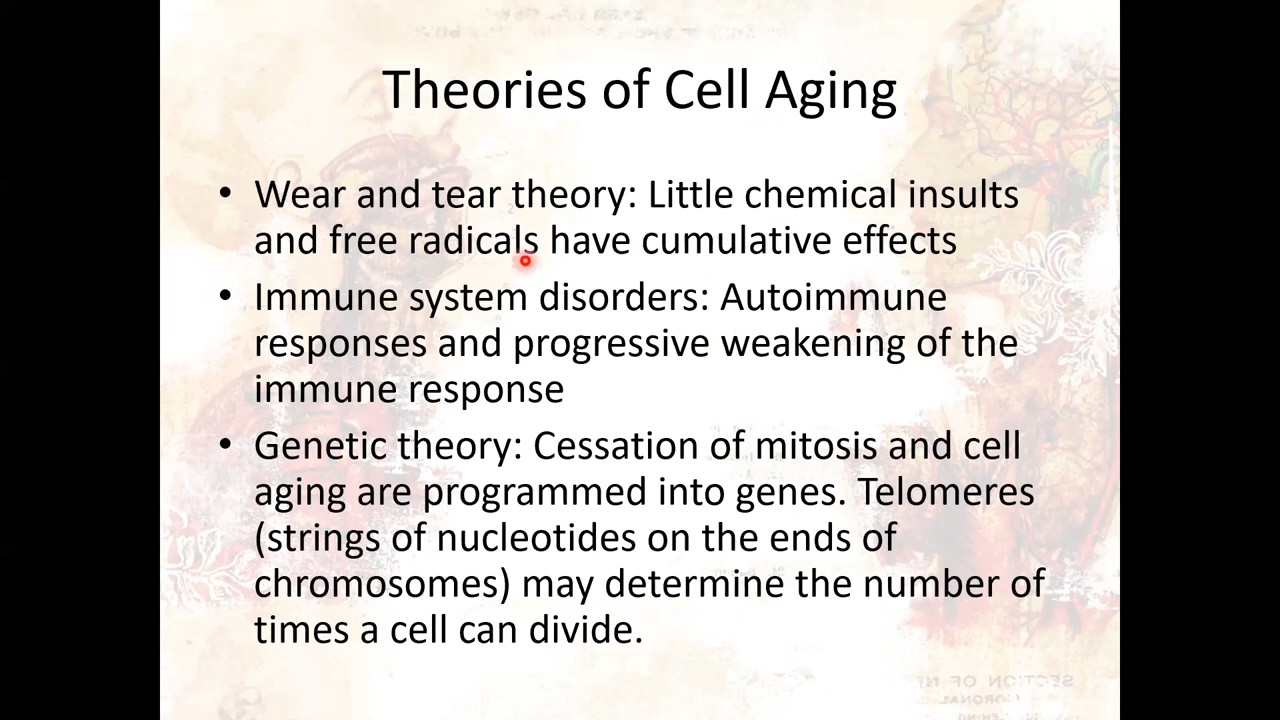 Theories of Cell Aging
• Wear and tear theory: Little chemical insults
and free radicals have cumulative effects
• Immune system disorders: Autoimmune
responses and progressive weakening of the
immune response
• Genetic theory: Cessation of mitosis and cell
aging are programmed into genes. Telomeres
(strings of nucleotides on the ends of
chromosomes) may determine the number of
times a cell can divide.